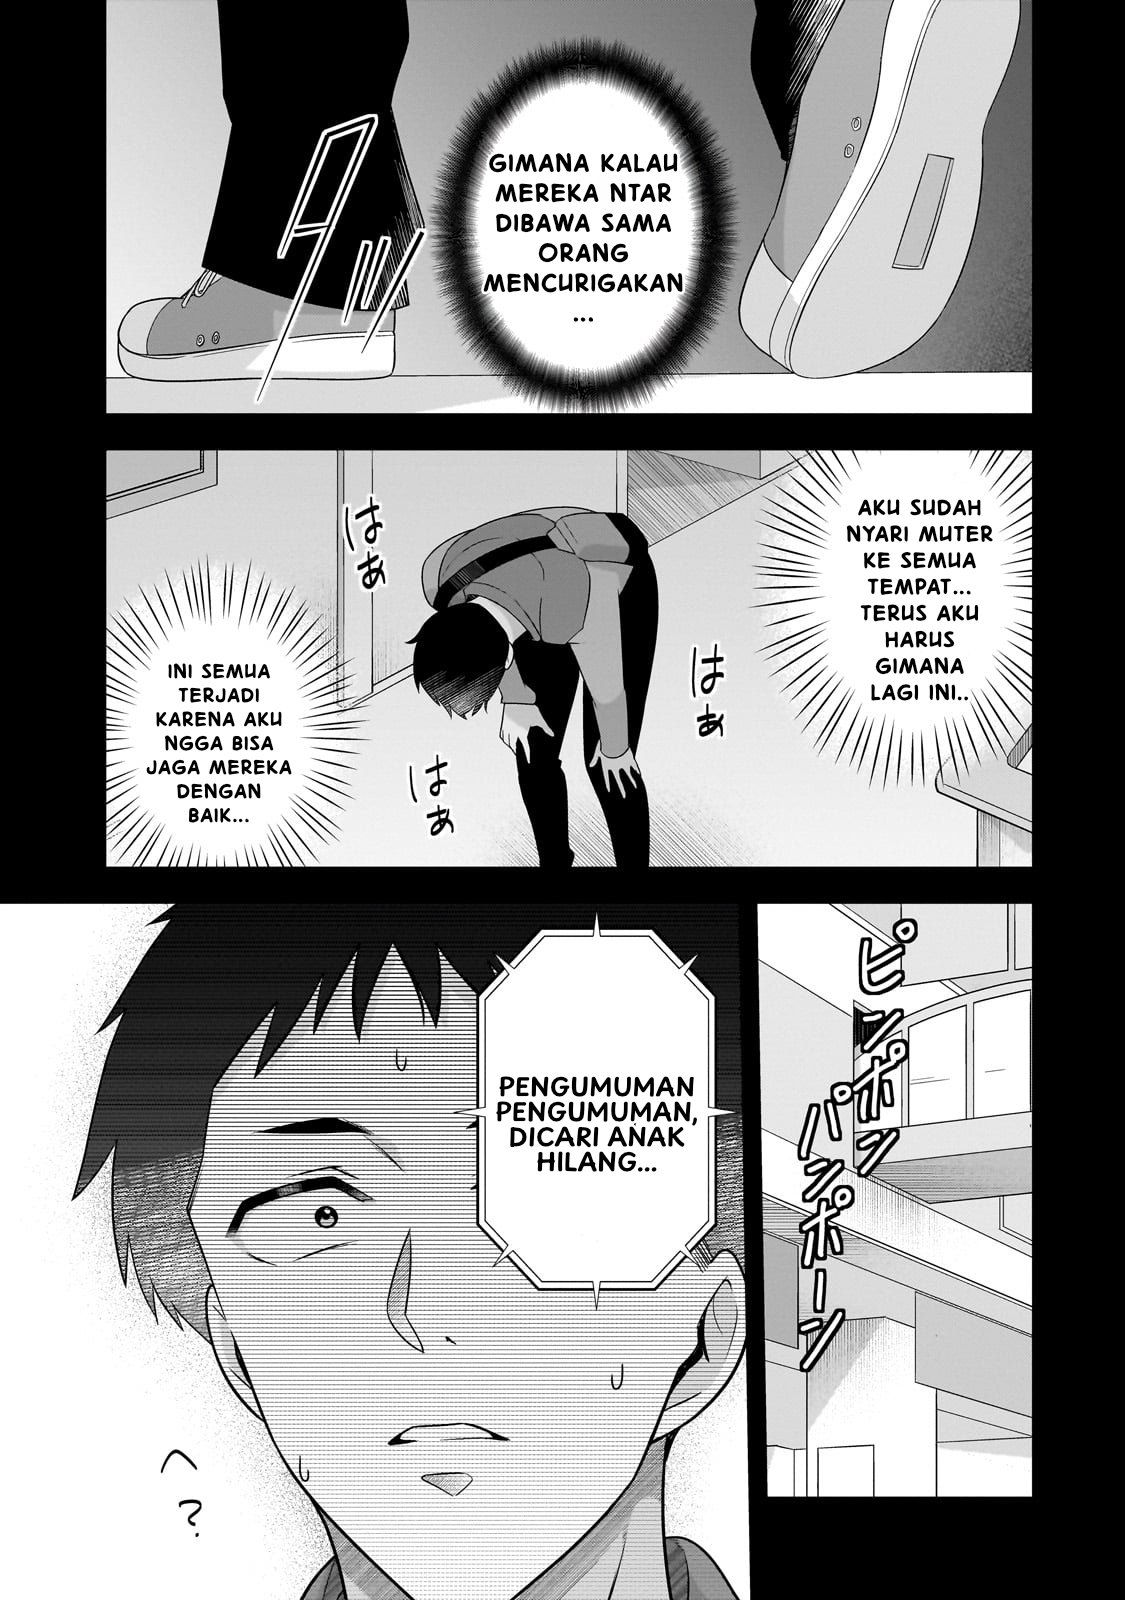 ダッ
GIMANA KALAU
MEREKA NTAR
DIBAWA SAMA
ORANG
MENCURIGAKAN
...
AKU SUDAH
NYARI MUTER
KE SEMUA
TEMPAT...
TERUS AKU
HARUS
GIMANA
LAGI INI..
はぁ
はぁ
はぁ
INI SEMUA
TERJADI
KARENA AKU
NGGA BISA
JAGA MEREKA
DENGAN
BAIK...
ピンポンパンポーン
PENGUMUMAN
PENGUMUMAN,
DICARI ANAK
HILANG...
へ?